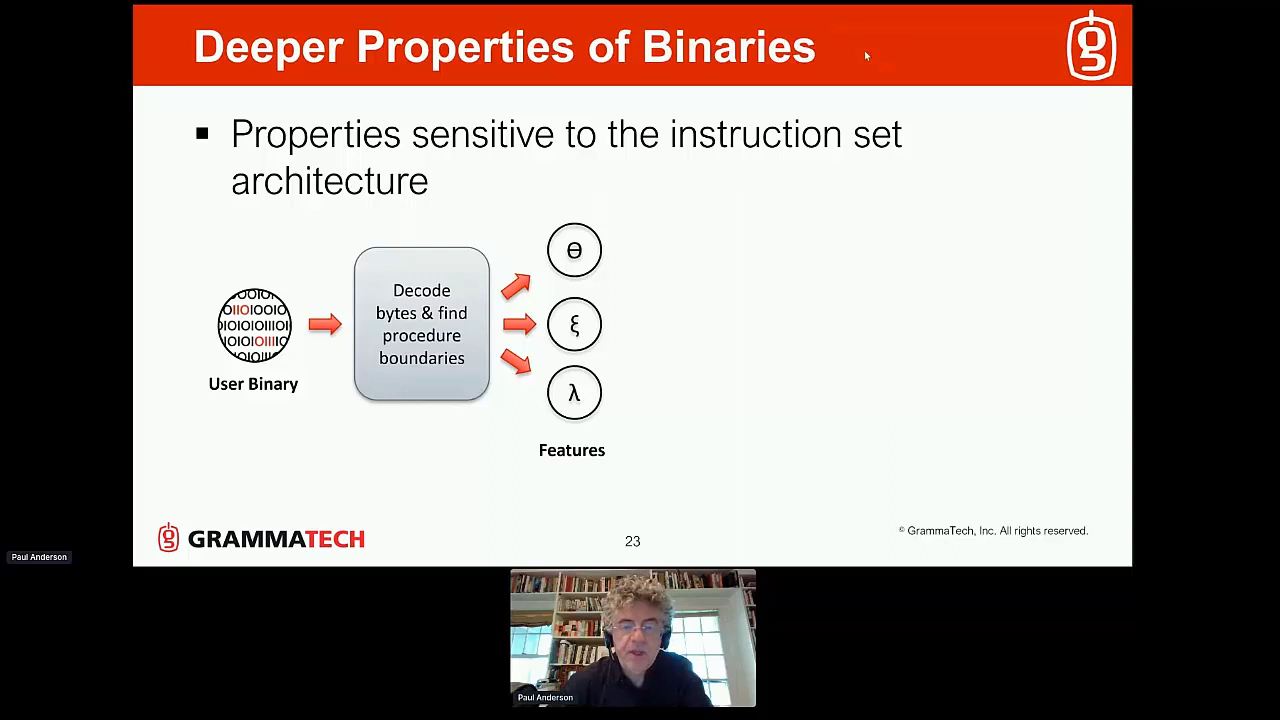 Deeper Properties of Binaries
▪ Properties sensitive to the instruction set
architecture
Decode
bytes & find
procedure
boundaries
User Binary
Ɵ
ξ
λ
Features
GRAMMATECH
23
© GrammaTech, Inc. All rights reserved.
Paul Anderson
Paul Anderson